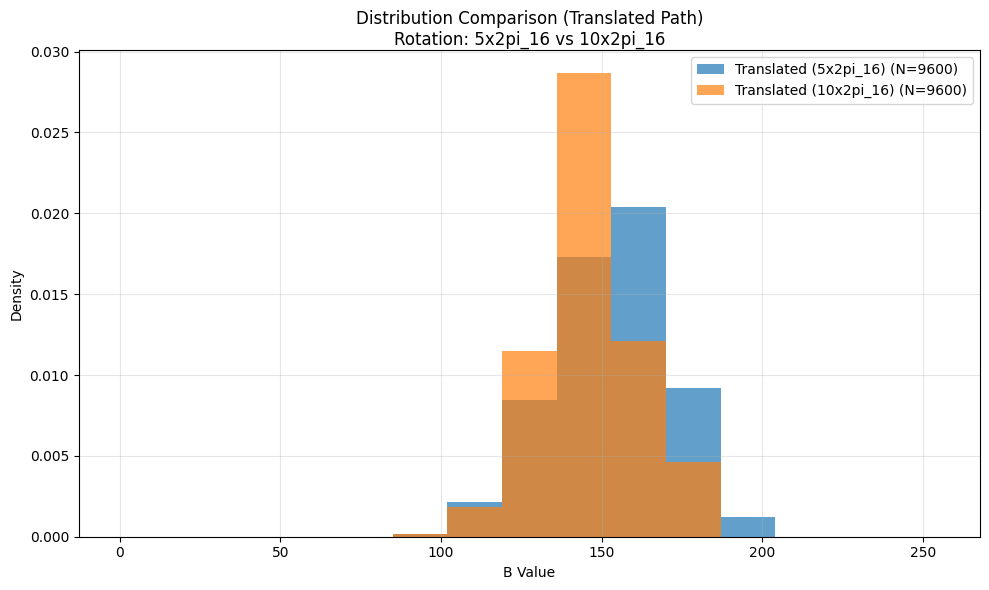 Distribution Comparison (Translated Path)
Rotation: 5x2pi_16 vs 10x2pi_16
Translated (5x2pi_16) (N=9600)
Translated (10x2pi_16) (N=9600)
Density
0.030
0.025
0.020
0.015
0.010
0.005
0.000
0 50 100 150 200 250
B Value